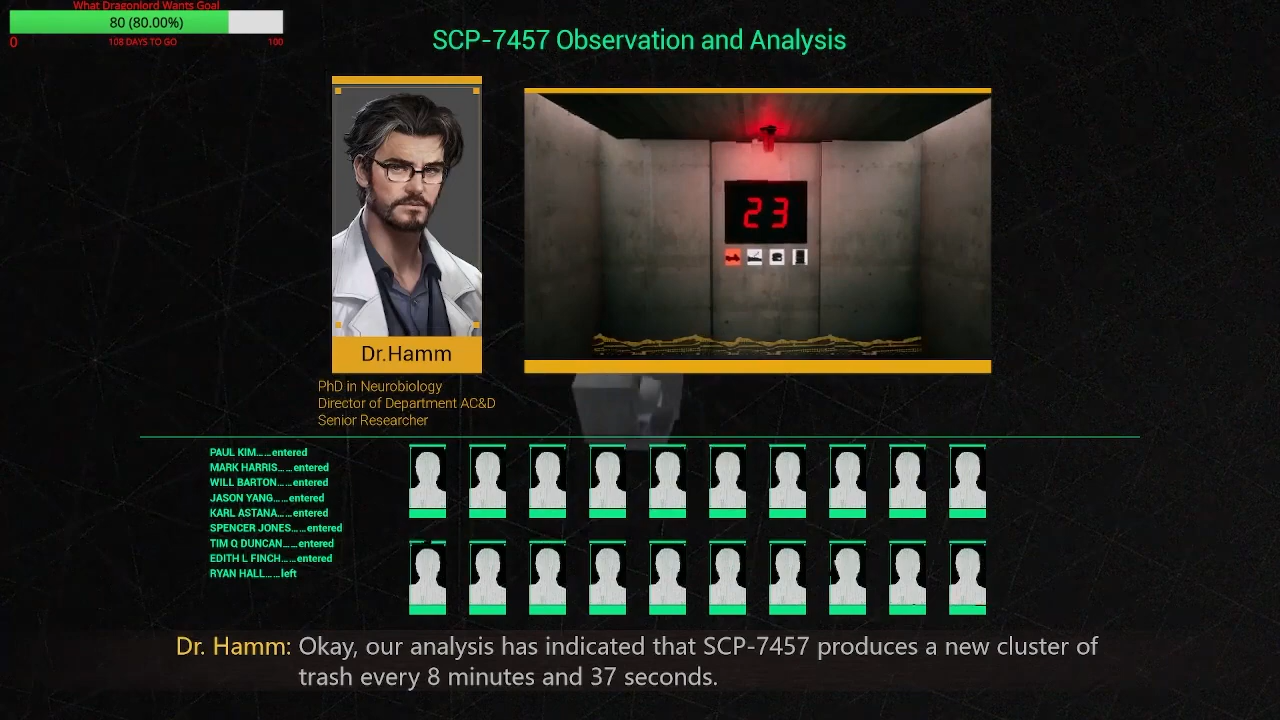 What Dragonlord Wants Goal
80 (80.00%)
0
108 DAYS TO GO
100
SCP-7457 Observation and Analysis
23
Dr.Hamm
PhD in Neurobiology
Director of Department AC&D
Senior Researcher
PAUL KIM......entered
MARK HARRIS......entered
WILL BARTON......entered
JASON YANG......entered
KARL ASTANA......entered
SPENCER JONES......entered
TIM Q DUNCAN......entered
EDITH L FINCH......entered
RYAN HALL......left
Dr. Hamm: Okay, our analysis has indicated that SCP-7457 produces a new cluster of
trash every 8 minutes and 37 seconds.